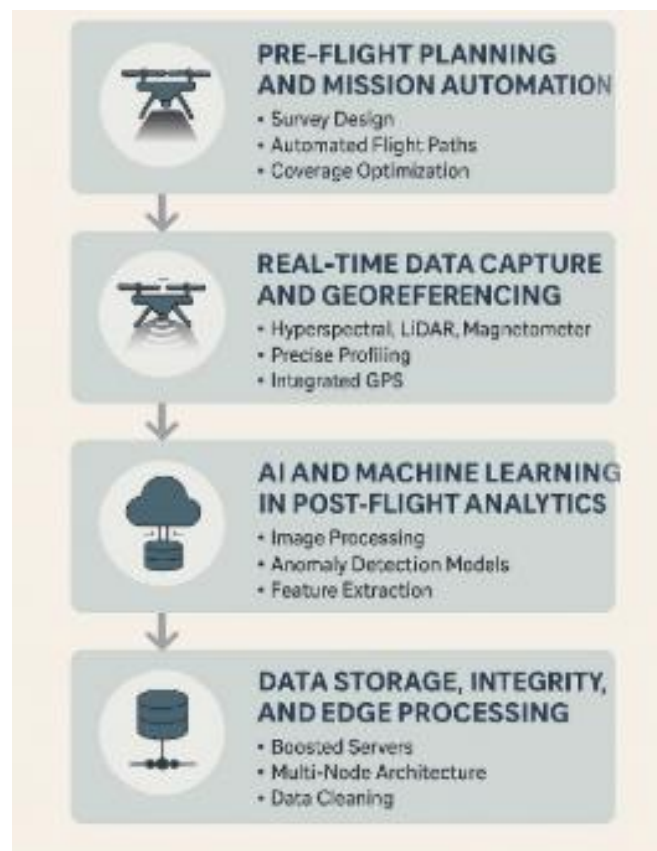 PRE-FLIGHT PLANNING
AND MISSION AUTOMATION
• Survey Design
• Automated Flight Paths
• Coverage Optimization
REAL-TIME DATA CAPTURE
AND GEOREFERENCING
• Hyperspectral, LiDAR, Magnetometer
• Precise Profiling
• Integrated GPS
AI AND MACHINE LEARNING
IN POST-FLIGHT ANALYTICS
• Image Processing
• Anomaly Detection Models
• Feature Extraction
DATA STORAGE, INTEGRITY,
AND EDGE PROCESSING
• Boosted Servers
• Multi-Node Architecture
• Data Cleaning